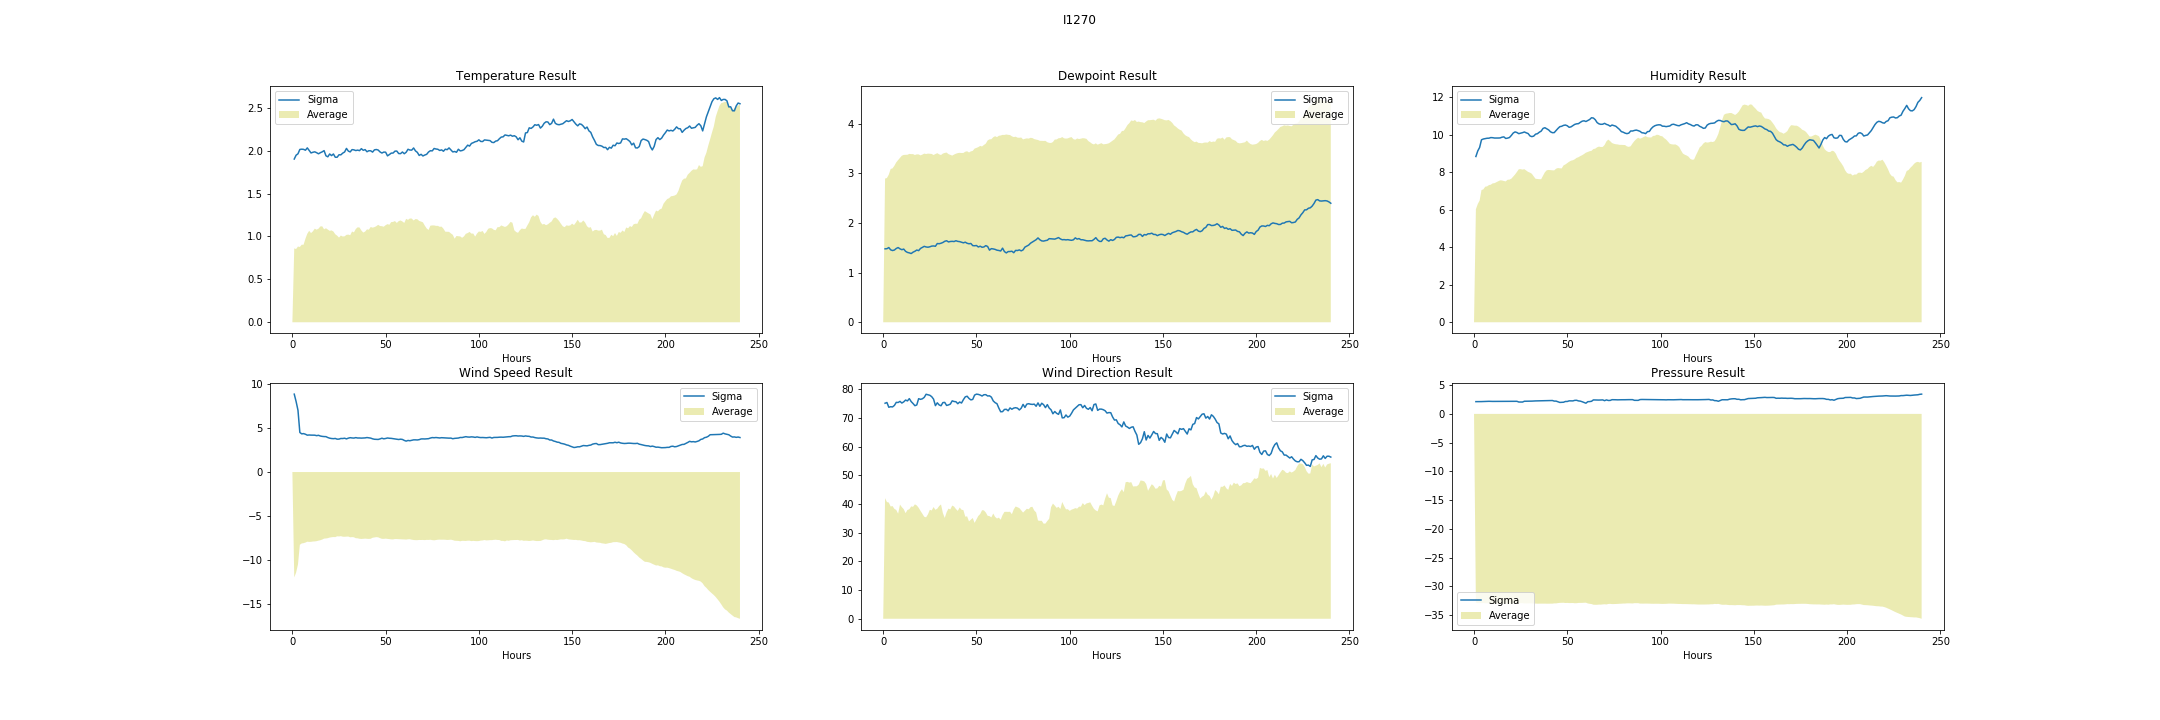 I1270
Temperature Result
Sigma
Average
2.5
2.0
1.5
1.0
0.5
0.0
0 50 100 150 200 250
Hours
Dewpoint Result
Sigma
Average
4
3
2
1
0
0 50 100 150 200 250
Hours
Humidity Result
Sigma
Average
12
10
8
6
4
2
0
0 50 100 150 200 250
Hours
Wind Speed Result
Sigma
Average
10
5
0
−5
−10
−15
0 50 100 150 200 250
Hours
Wind Direction Result
Sigma
Average
80
70
60
50
40
30
20
10
0
0 50 100 150 200 250
Hours
Pressure Result
5
0
−5
−10
−15
−20
−25
−30
−35
Sigma
Average
0 50 100 150 200 250
Hours